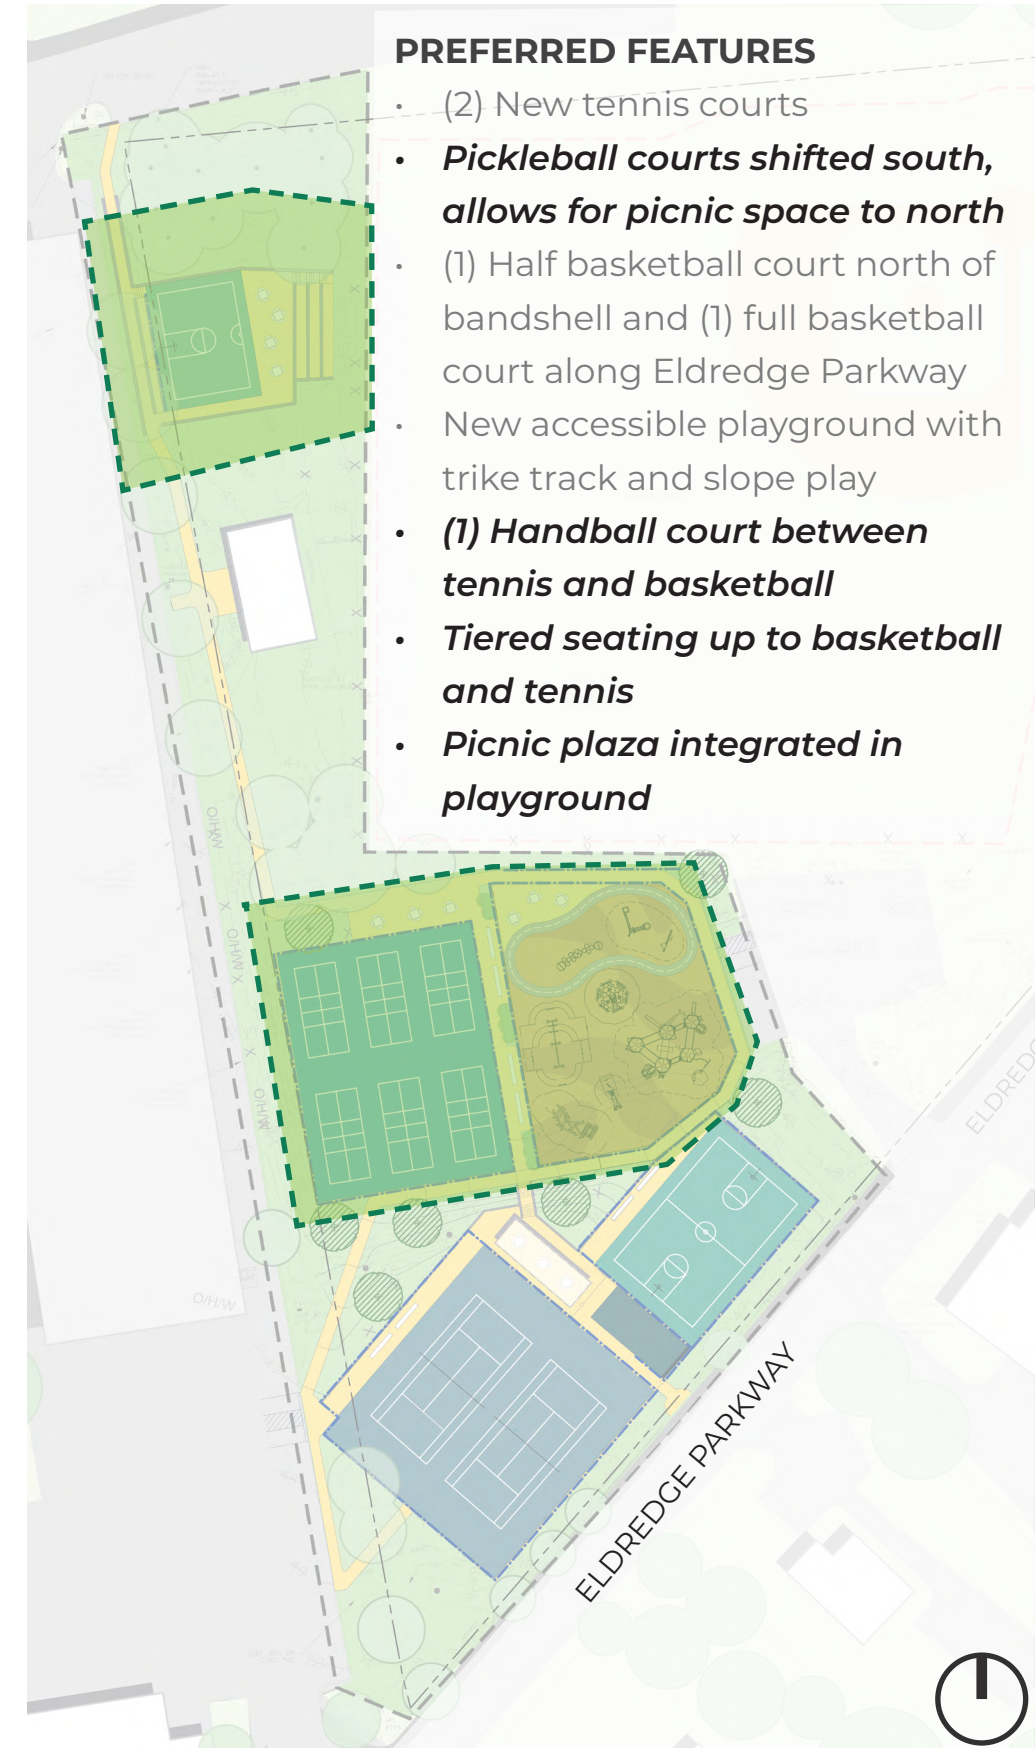 PREFERRED FEATURES
• (2) New tennis courts
• Pickleball courts shifted south,
allows for picnic space to north
• (1) Half basketball court north of
bandshell and (1) full basketball
court along Eldredge Parkway
• New accessible playground with
trike track and slope play
• (1) Handball court between
tennis and basketball
• Tiered seating up to basketball
and tennis
• Picnic plaza integrated in
playground
O/H/W
O/H/W
O/H/W
O/H/W
ELDREDGE PARKWAY